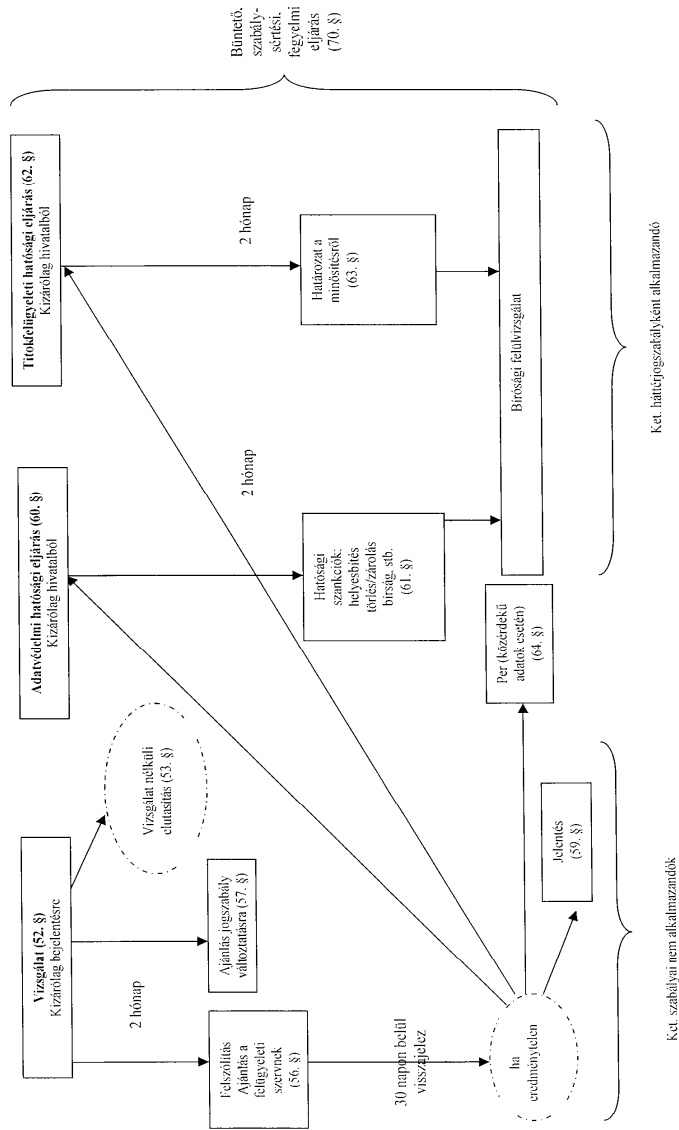 Vizsgálat (52. §)
Kizárólag bejelentésre
Adatvédelmi hatósági eljárás (60. §)
Kizárólag hivatalból
Titokfelügyeleti hatósági eljárás (62. §)
Kizárólag hivatalból
Büntető,
szabály-
sértési,
fegyelmi
eljárás
(70. §)
Vizsgálat nélküli
elutasítás (53. §)
2 hónap
2 hónap
2 hónap
Felszólítás
Ajánlás a
felügyeleti
szervnek
(56. §)
Ajánlás jogszabály
változtatásra (57. §)
Hatósági
szankciók:
helyesbítés
törlés/zárolás
bírság, stb.
(61. §)
Határozat a
minősítésről
(63. §)
30 napon belül
visszajelez
ha
eredménytelen
Jelentés
(59. §)
Per (közérdekű
adatok esetén)
(64. §)
Bírósági felülvizsgálat
Ket. szabályai nem alkalmazandók
Ket. háttérjogszabályként alkalmazandó